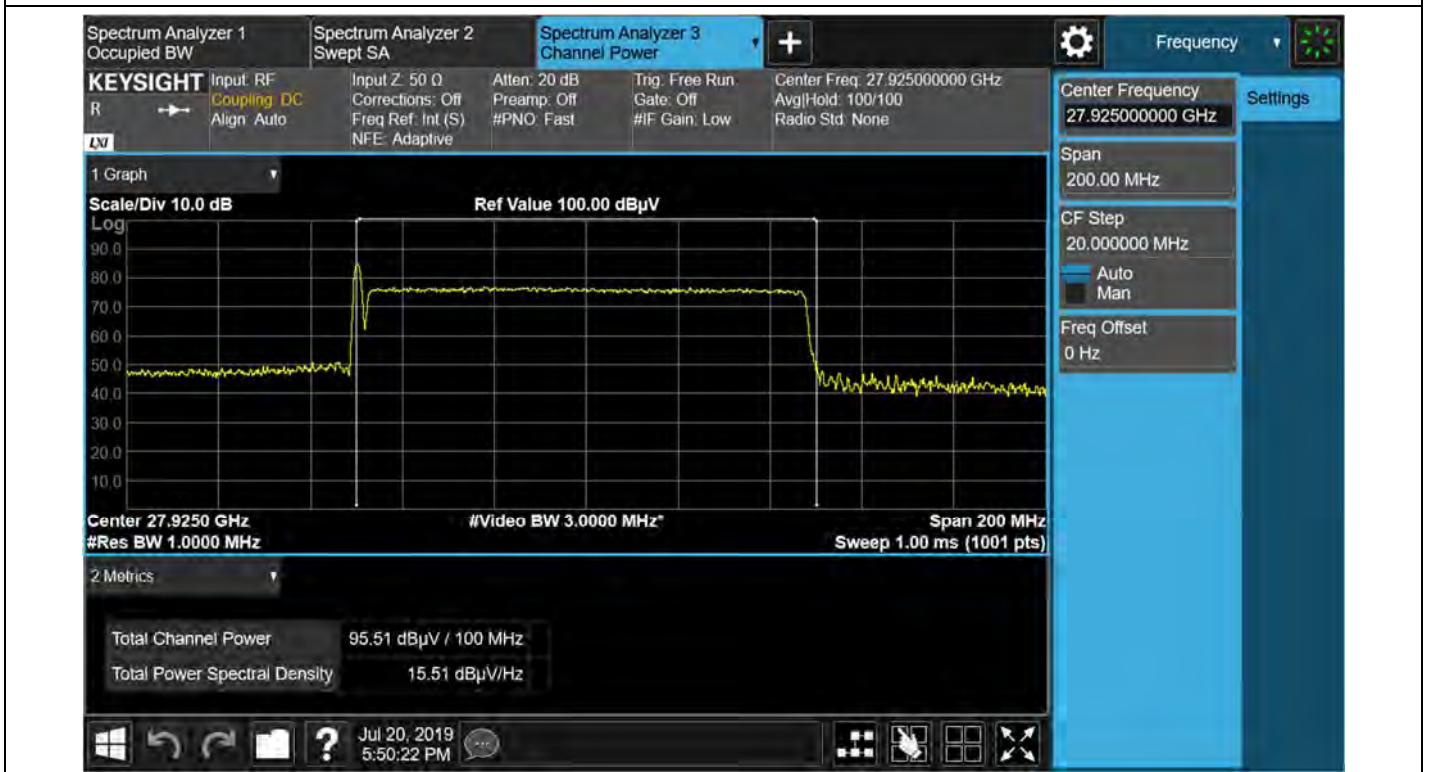 Spectrum Analyzer 1
Occupied BW
Spectrum Analyzer 2
Swept SA
Spectrum Analyzer 3
Channel Power
Frequency
KEYSIGHT
R
LXI
Input: RF
Coupling: DC
Align: Auto
Input Z: 50 Ω
Corrections: Off
Freq Ref: Int (S)
NFE: Adaptive
Atten: 20 dB
Preamp: Off
#PNO: Fast
Trig: Free Run
Gate: Off
#IF Gain: Low
Center Freq: 27.925000000 GHz
Avg|Hold: 100/100
Radio Std: None
Center Frequency
27.925000000 GHz
Settings
Span
200.00 MHz
CF Step
20.000000 MHz
Auto
Man
Freq Offset
0 Hz
1 Graph
Scale/Div 10.0 dB
Ref Value 100.00 dBµV
Log
90.0
80.0
70.0
60.0
50.0
40.0
30.0
20.0
10.0
Center 27.9250 GHz
#Video BW 3.0000 MHz*
Span 200 MHz
#Res BW 1.0000 MHz
Sweep 1.00 ms (1001 pts)
2 Metrics
Total Channel Power 95.51 dBµV / 100 MHz
Total Power Spectral Density 15.51 dBµV/Hz
?
Jul 20, 2019
5:50:22 PM